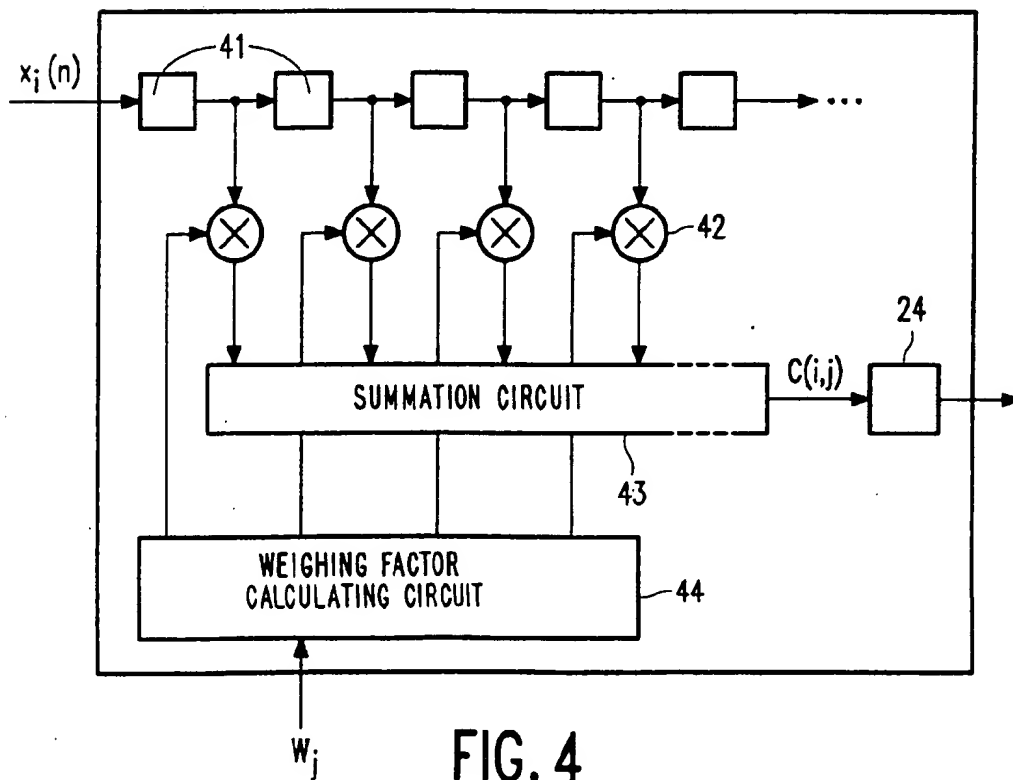 41
x_i(n)
...
42
24
C(i,j)
SUMMATION CIRCUIT
43
WEIGHING FACTOR
CALCULATING CIRCUIT
44
W_j
FIG. 4